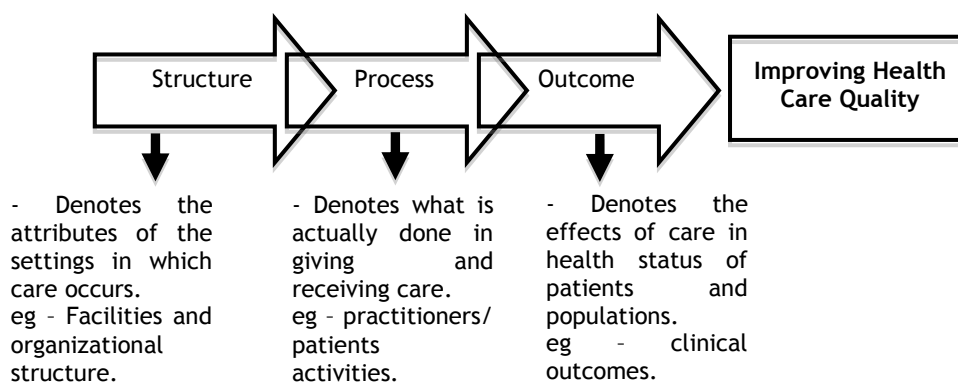 Structure
Process
Outcome
Improving Health
Care Quality
- Denotes the
attributes of the
settings in which
care occurs.
eg – Facilities and
organizational
structure.
- Denotes what is
actually done in
giving and
receiving care.
eg – practitioners/
patients
activities.
- Denotes the
effects of care in
health status of
patients and
populations.
eg – clinical
outcomes.